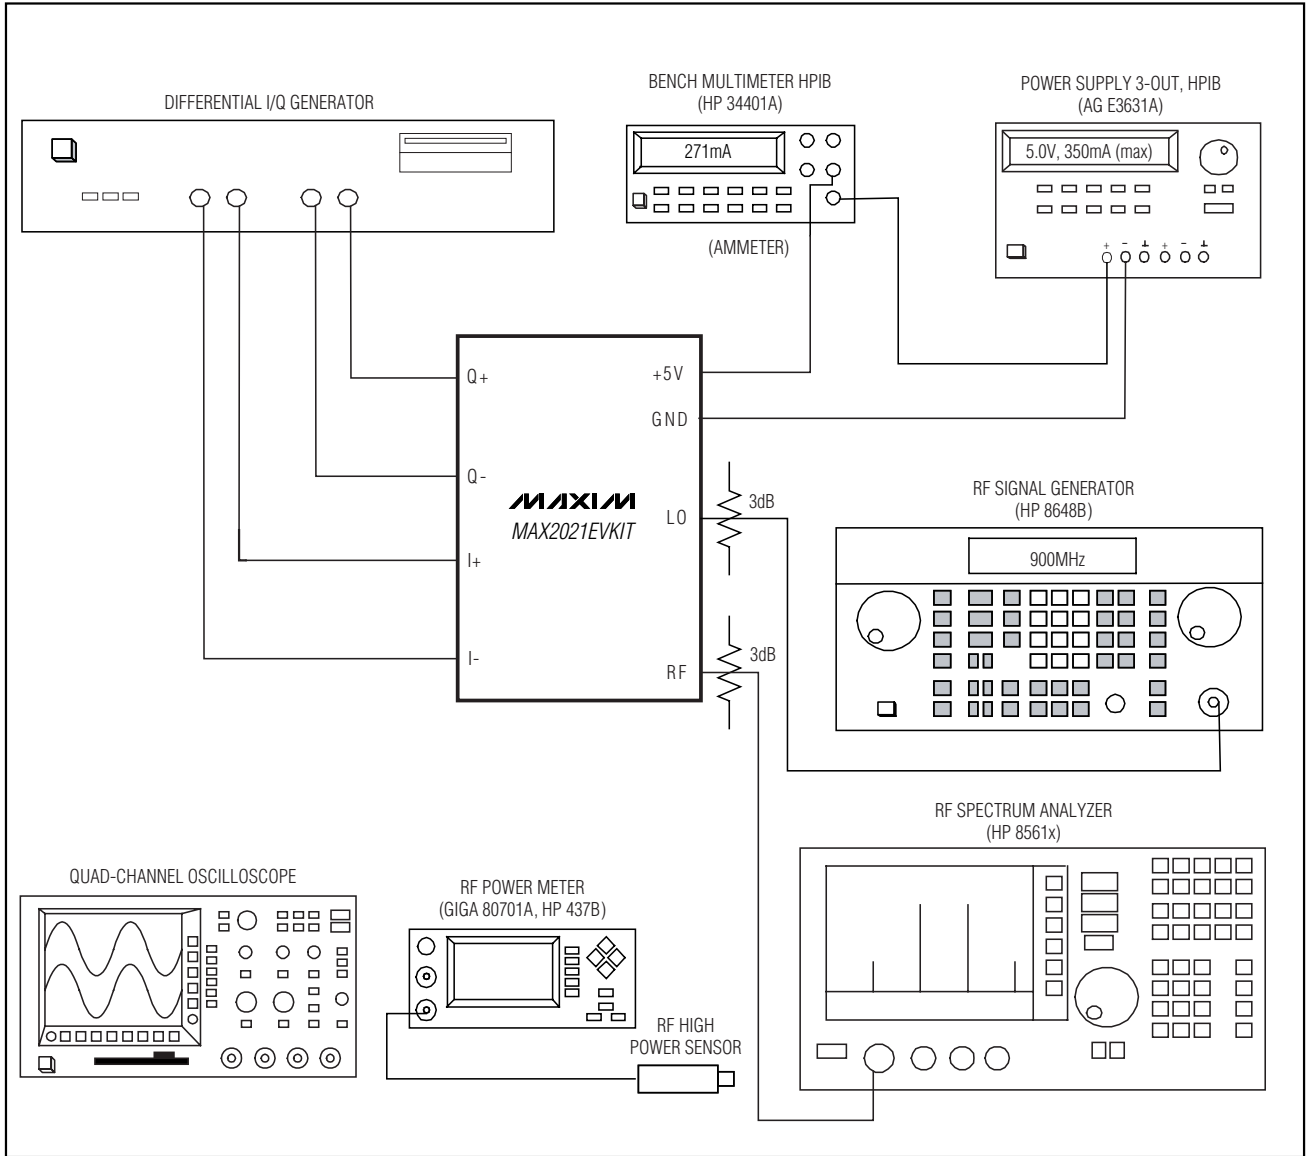 DIFFERENTIAL I/Q GENERATOR
BENCH MULTIMETER HPIB
(HP 34401A)
271mA
(AMMETER)
POWER SUPPLY 3-OUT, HPIB
(AG E3631A)
5.0V, 350mA (max)
+ - + -
Q+
Q-
I+
I-
MAXIM
MAX2021EVKIT
+5V
GND
LO
RF
3dB
3dB
RF SIGNAL GENERATOR
(HP 8648B)
900MHz
RF SPECTRUM ANALYZER
(HP 8561x)
QUAD-CHANNEL OSCILLOSCOPE
RF POWER METER
(GIGA 80701A, HP 437B)
RF HIGH
POWER SENSOR